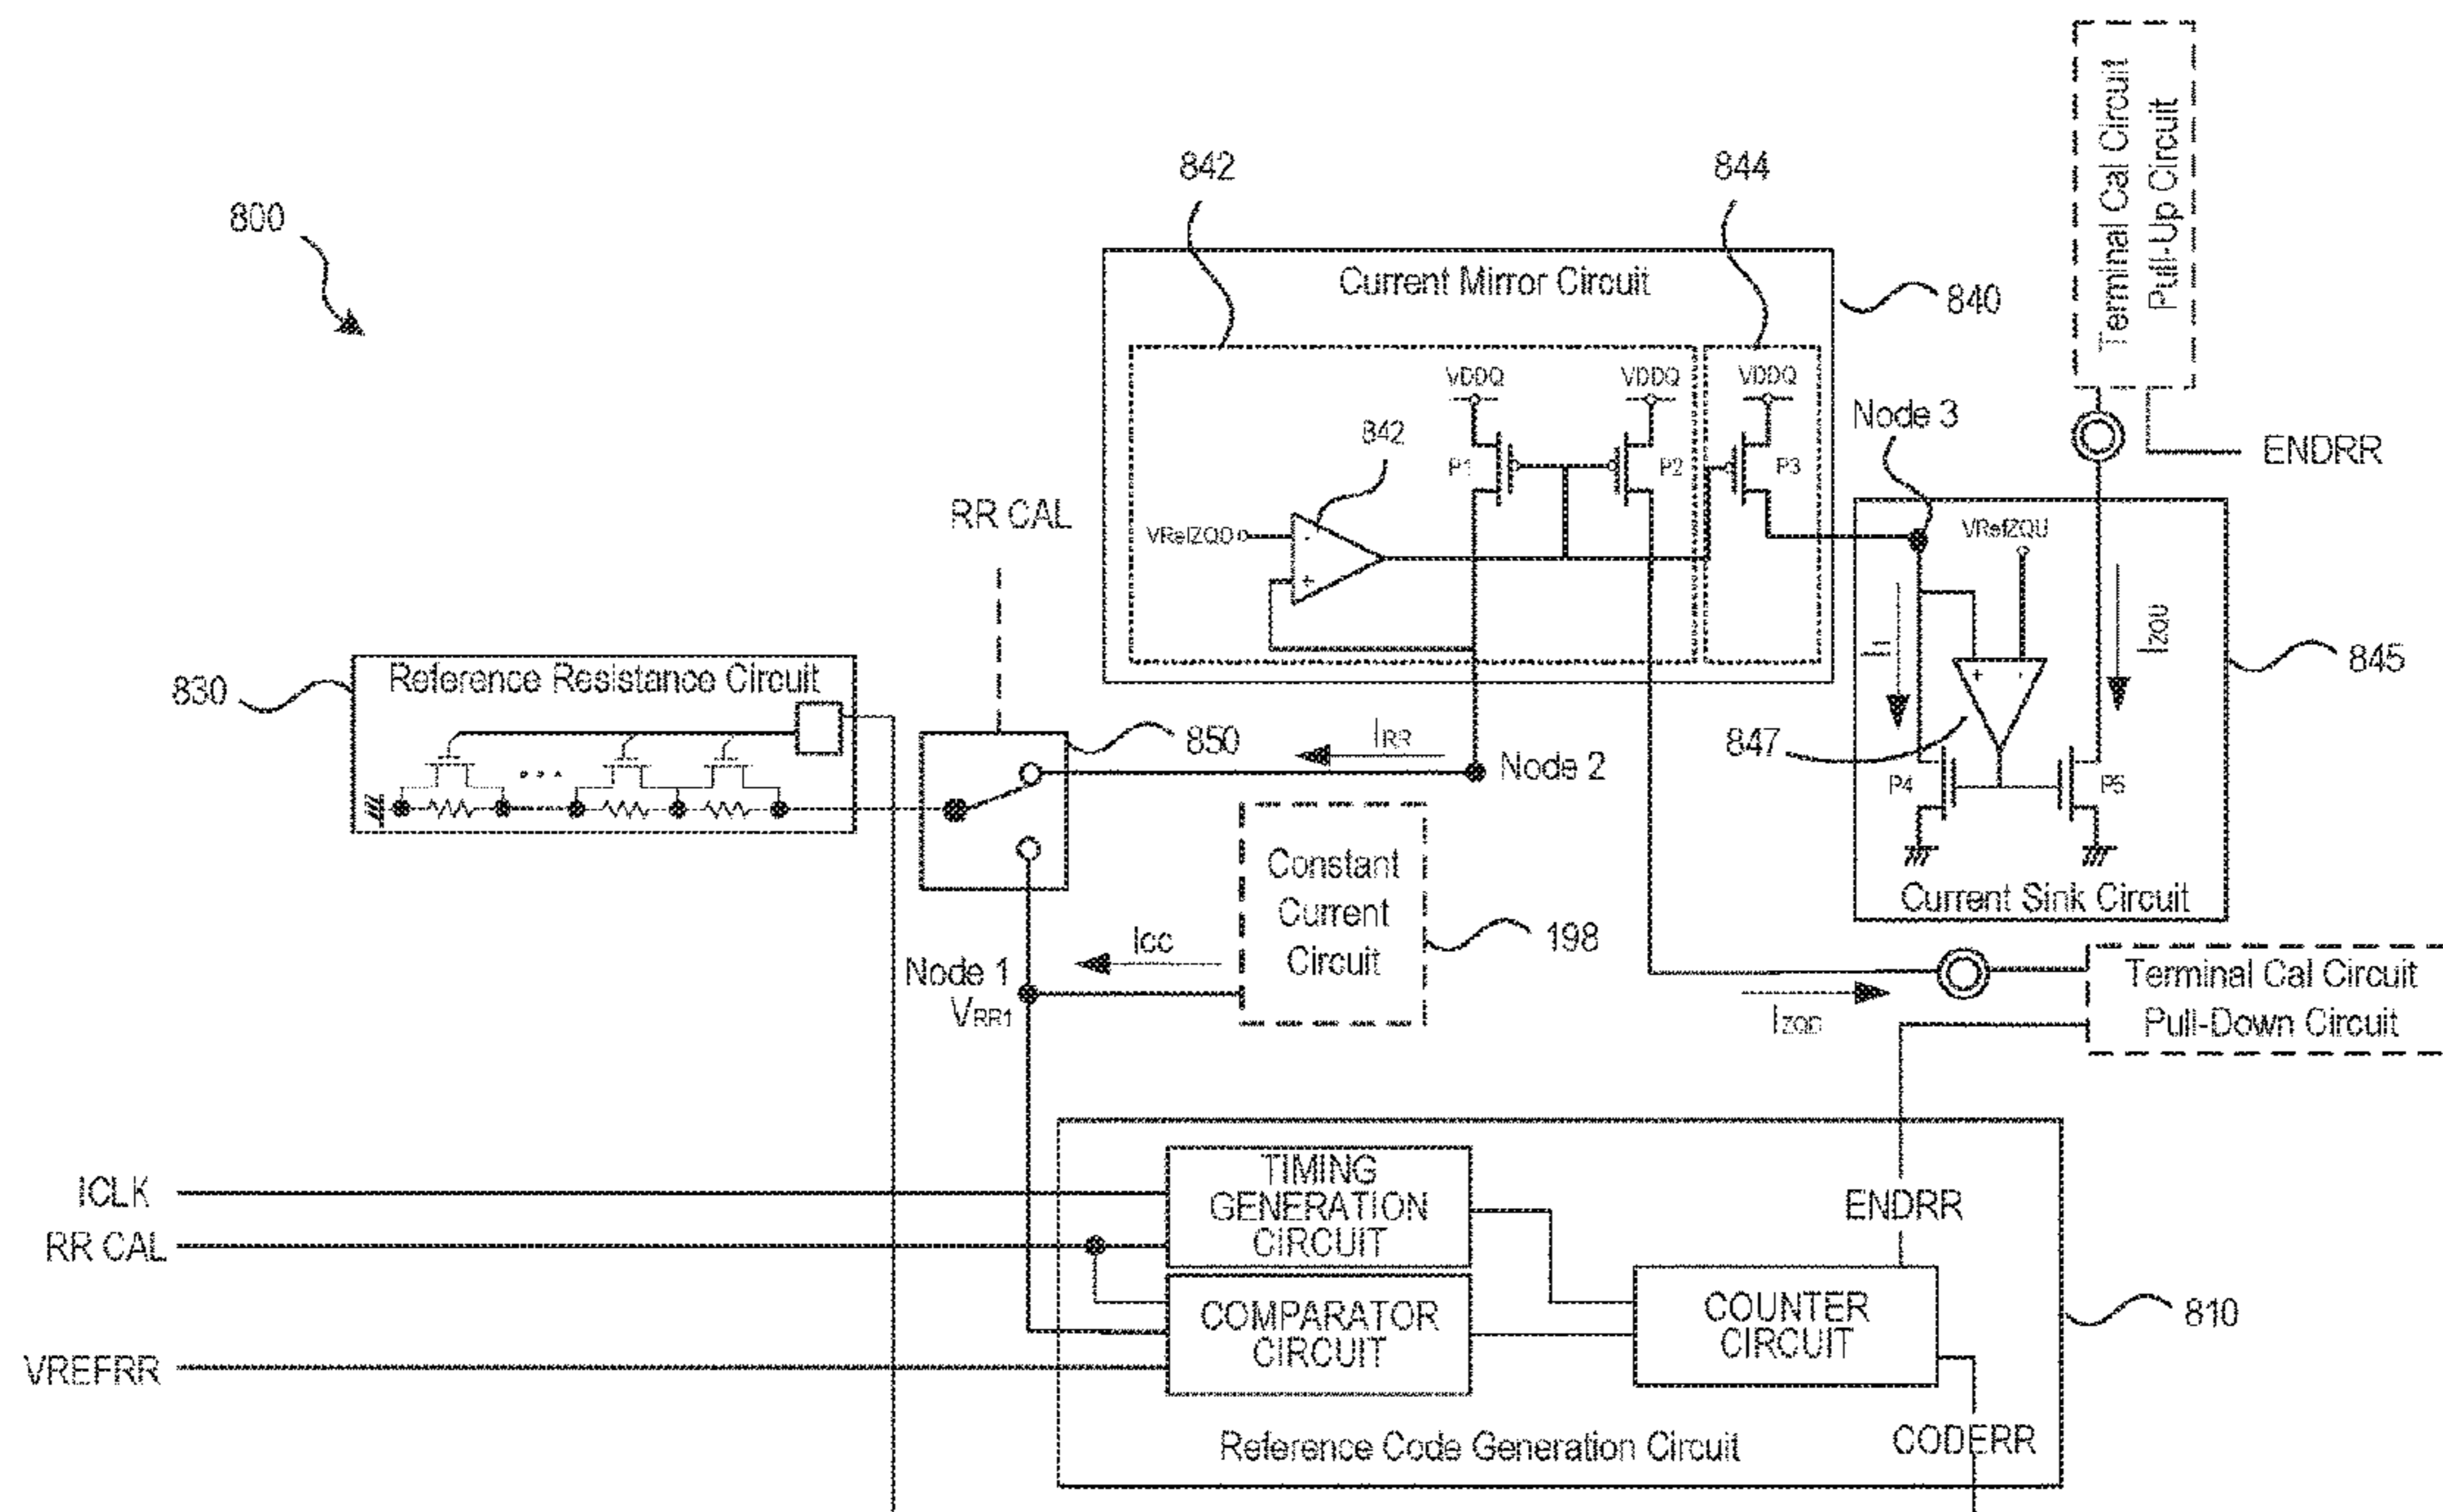 800
842
844
Current Mirror Circuit
840
VDDQ
VDDQ
VDDQ
842
P1
P2
P3
VRefZQD
-
+
Terminal Cal Circuit
Pull-Up Circuit
ENDRR
Node 3
VRefZQU
I1
IZQU
+
-
847
P4
P5
845
Current Sink Circuit
RR CAL
830
Reference Resistance Circuit
850
IRR
Node 2
Constant
Current
Circuit
198
Icc
Node 1
VRR1
IZQD
Terminal Cal Circuit
Pull-Down Circuit
ICLK
RR CAL
VREFRR
TIMING
GENERATION
CIRCUIT
COMPARATOR
CIRCUIT
COUNTER
CIRCUIT
ENDRR
810
CODERR
Reference Code Generation Circuit